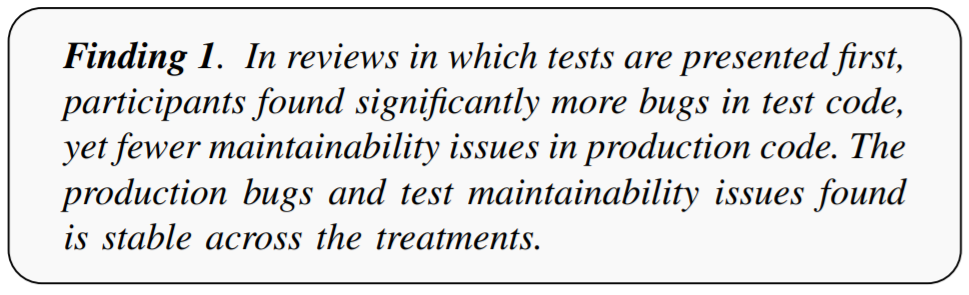 Finding 1. In reviews in which tests are presented first,
participants found significantly more bugs in test code,
yet fewer maintainability issues in production code. The
production bugs and test maintainability issues found
is stable across the treatments.